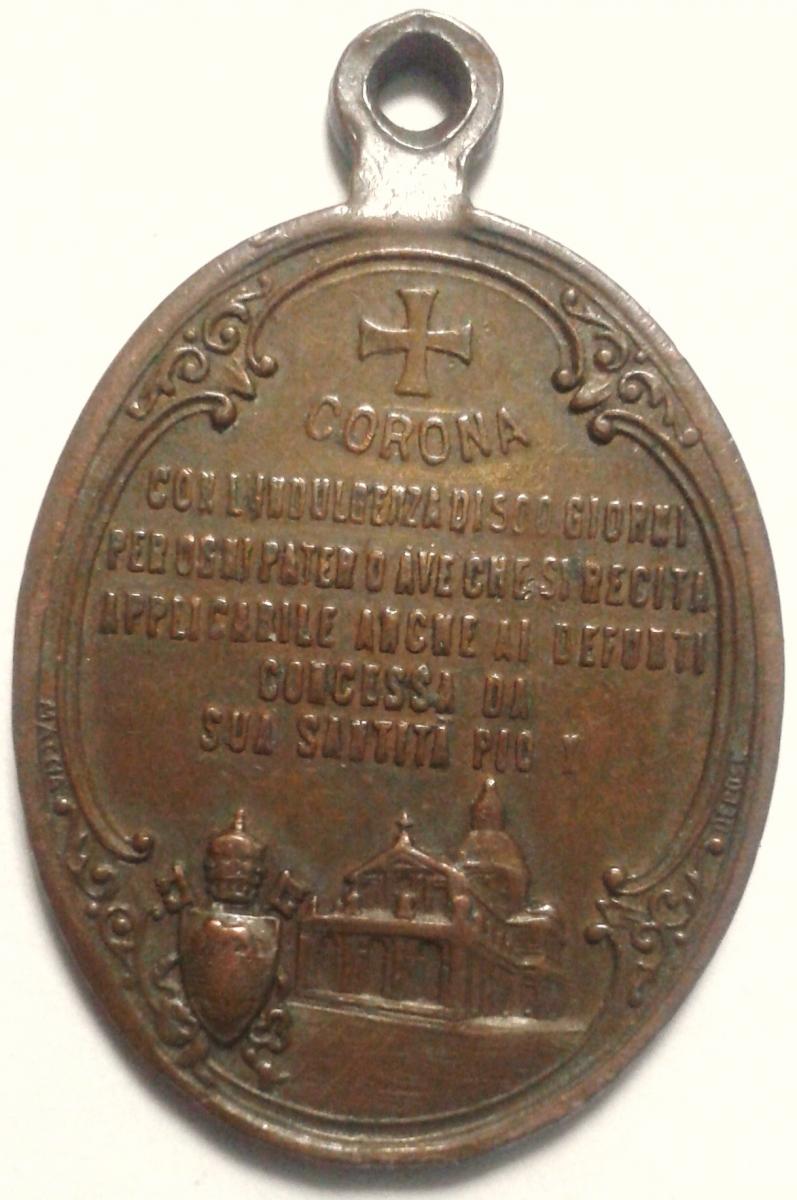 CORONA
CON L'INDULGENZA DI 500 GIORNI
PER OGNI PATER O AVE CHE SI RECITA
APPLICABILE ANCHE AI DEFUNTI
CONCESSA DA
SUA SANTITÀ PIO X